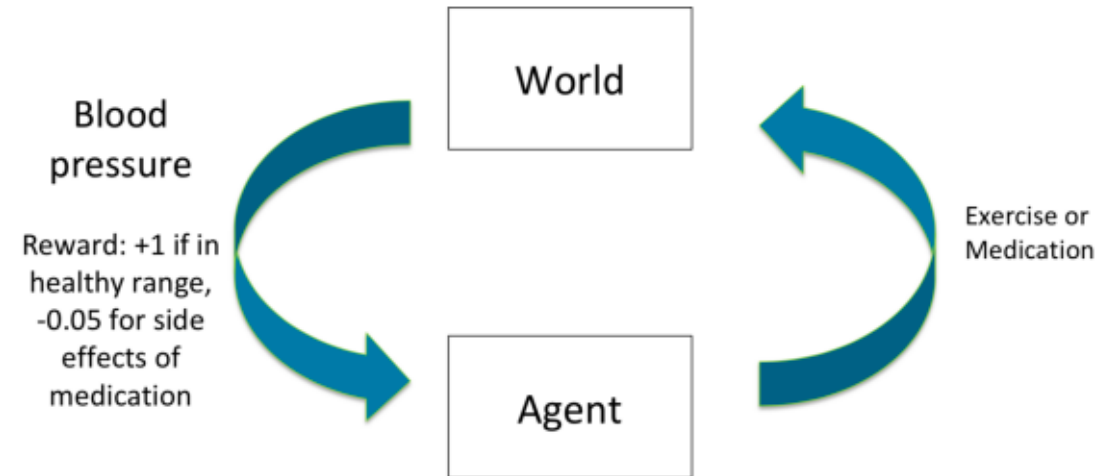 World
Blood
pressure
Reward: +1 if in
healthy range,
-0.05 for side
effects of
medication
Exercise or
Medication
Agent